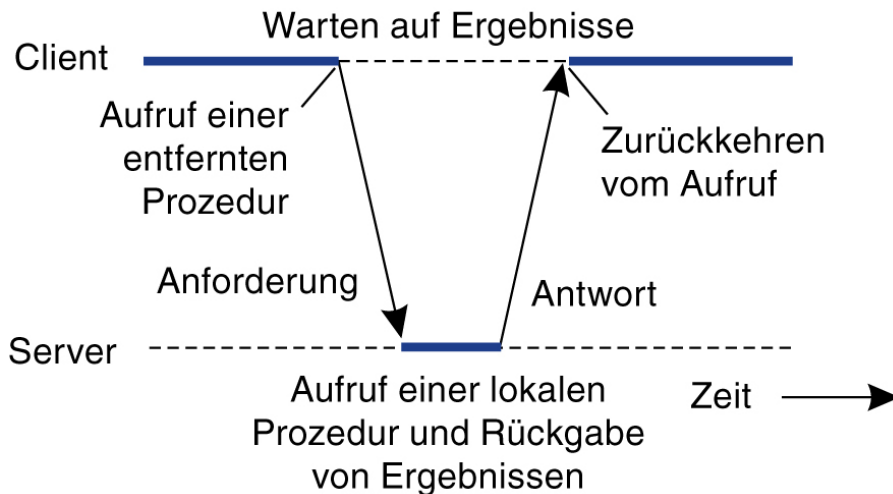 Warten auf Ergebnisse
Client
Aufruf einer
entfernten
Prozedur
Zurückkehren
vom Aufruf
Anforderung
Antwort
Server
Aufruf einer lokalen
Prozedur und Rückgabe
von Ergebnissen
Zeit